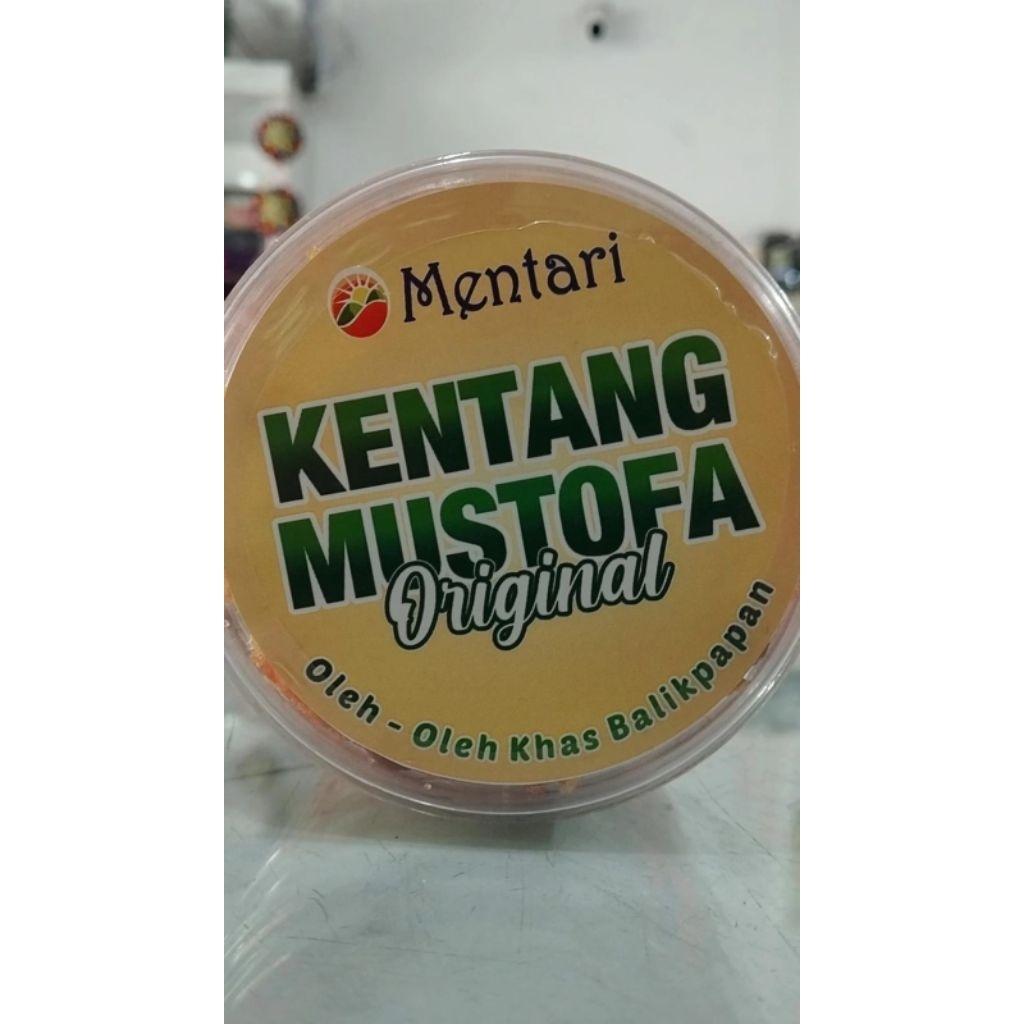 Mentari
KENTANG
MUSTOFA
Original
Oleh - Oleh Khas Balikpapan